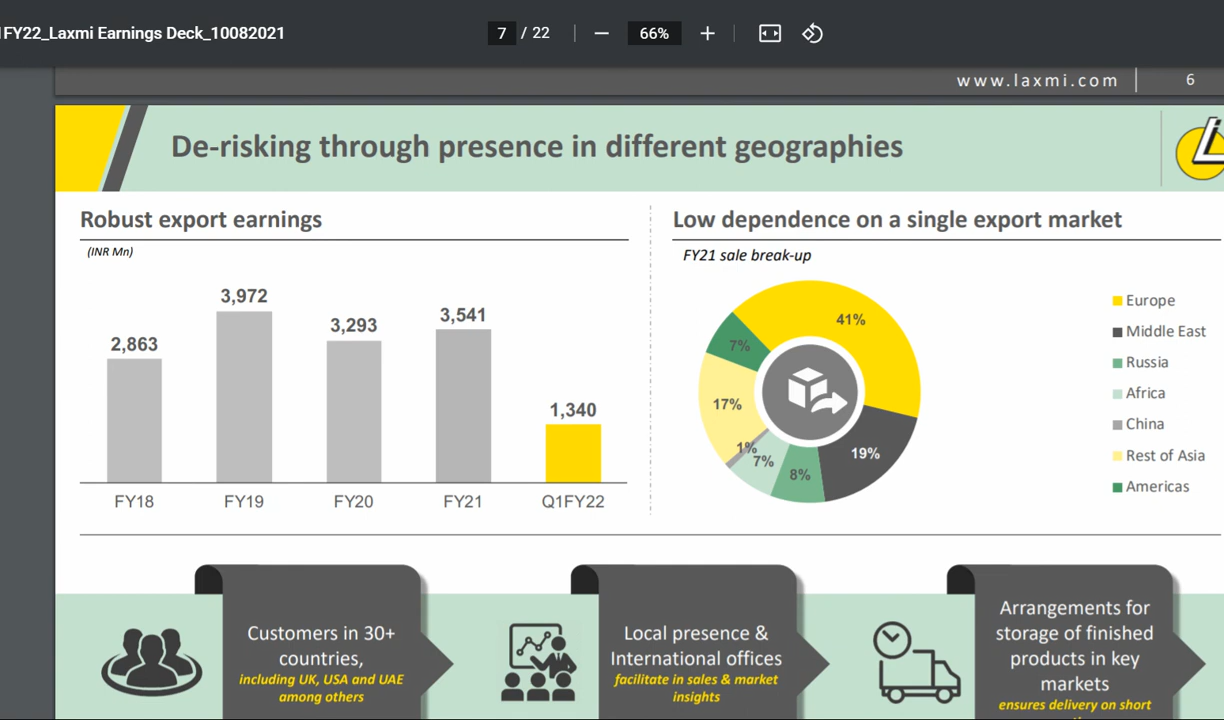 FY22_Laxmi Earnings Deck_10082021
7 / 22
66%
www.laxmi.com
6
De-risking through presence in different geographies
Robust export earnings
(INR Mn)
2,863
3,972
3,293
3,541
1,340
FY18
FY19
FY20
FY21
Q1FY22
Low dependence on a single export market
FY21 sale break-up
41%
19%
8%
7%
1%
17%
7%
Europe
Middle East
Russia
Africa
China
Rest of Asia
Americas
Customers in 30+
countries,
including UK, USA and UAE
among others
Local presence &
International offices
facilitate in sales & market
insights
Arrangements for
storage of finished
products in key
markets
ensures delivery on short